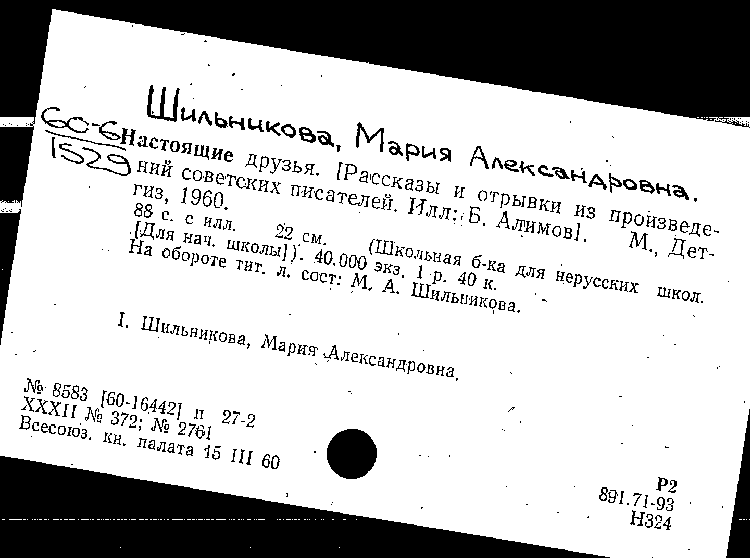 Шильникова, Мария Александровна.
60-6
1529
Настоящие друзья. [Рассказы и отрывки из произведе-
ний советских писателей. Илл.: Б. Алимов]. М., Дет-
гиз, 1960.
88 с. с илл. 22 см. (Школьная б-ка для нерусских школ.
[Для нач. школы]). 40.000 экз. 1 р. 40 к.
На обороте тит. л. сост: М. А. Шильникова.
I. Шильникова, Мария Александровна.
№ 8583 [60-16442] п 27-2
XXXII № 372; № 2761
Всесоюз. кн. палата 15 III 60
Р2
891.71-93
Н324